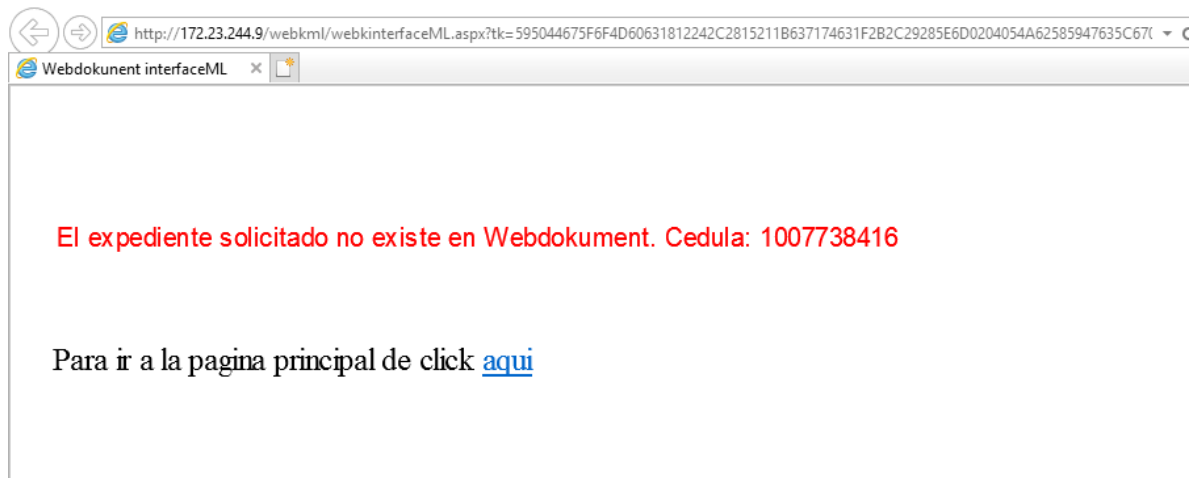 http://172.23.244.9/webkml/webkinterfaceML.aspx?tk=595044675F6F4D60631812242C2815211B637174631F2B2C29285E6D0204054A62585947635C67(
Webdokunent interfaceML
El expediente solicitado no existe en Webdokument. Cedula: 1007738416
Para ir a la pagina principal de click aqui